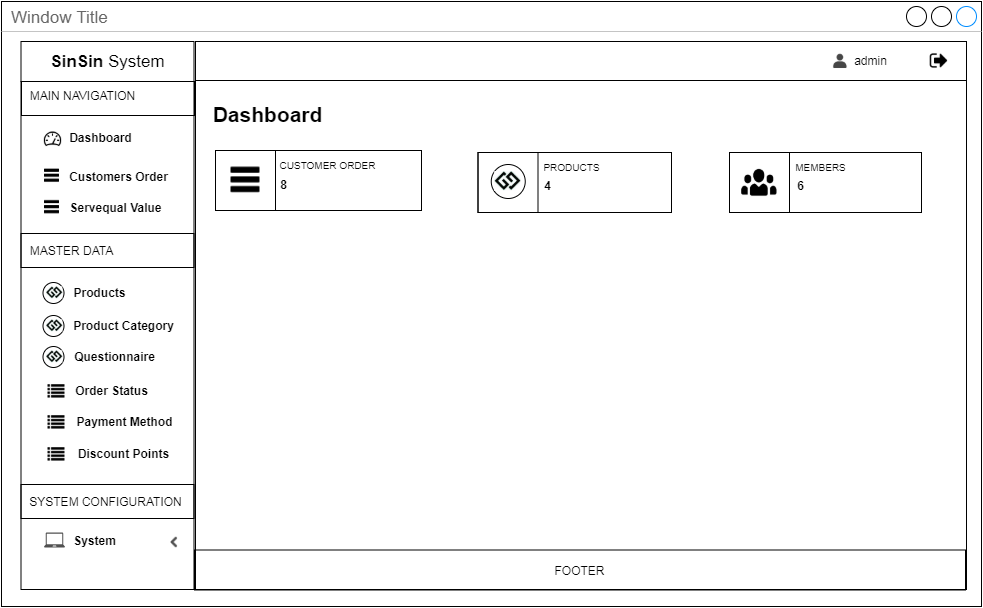 Window Title
SinSin System
admin
MAIN NAVIGATION
Dashboard
Customers Order
Servequal Value
MASTER DATA
Products
Product Category
Questionnaire
Order Status
Payment Method
Discount Points
SYSTEM CONFIGURATION
System
Dashboard
CUSTOMER ORDER
8
PRODUCTS
4
MEMBERS
6
FOOTER